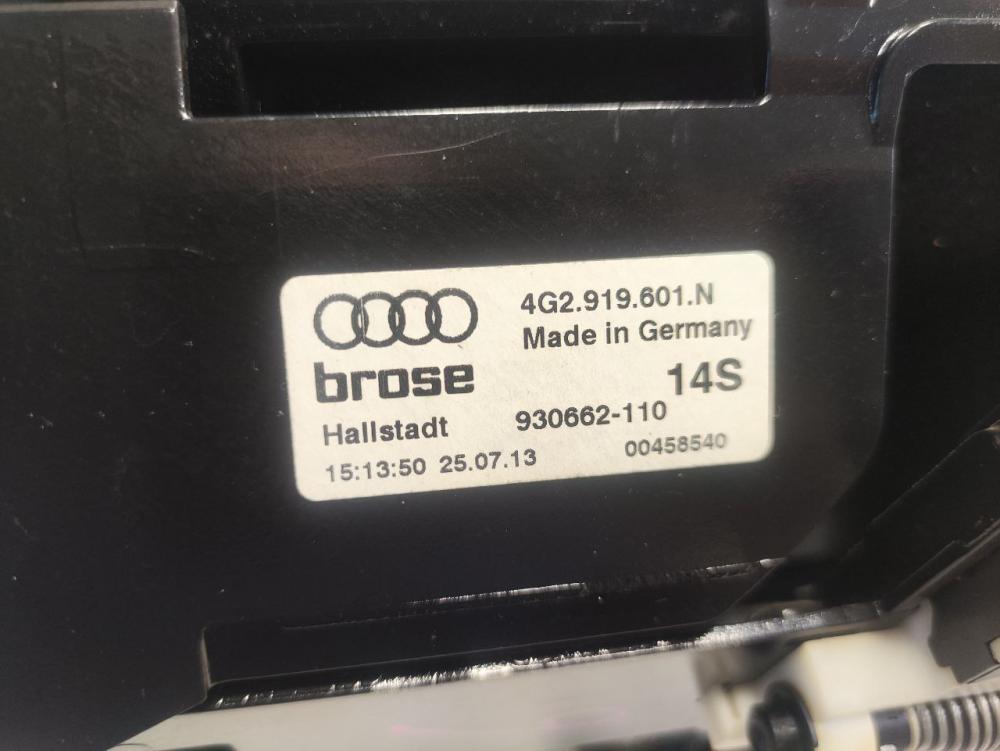 4G2.919.601.N
Made in Germany
brose
14S
Hallstadt 930662-110
15:13:50 25.07.13 00458540